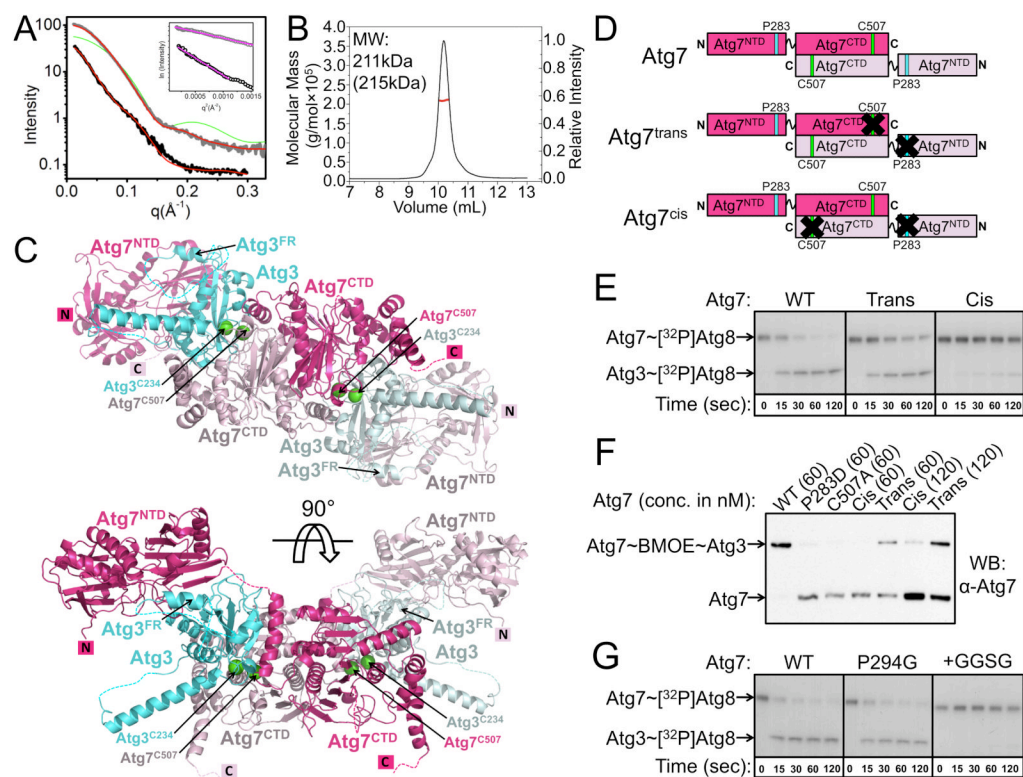 A
Intensity
100
10
1
0.1
0.0
0.1
0.2
0.3
q(Å⁻¹)
ln (Intensity)
0.0005 0.0010 0.0015
q²(Å⁻¹)
B
MW:
211kDa
(215kDa)
Molecular Mass
(g/mol×10⁵)
4.0
3.5
3.0
2.5
2.0
1.5
1.0
0.5
0.0
7 8 9 10 11 12 13
Volume (mL)
1.0
0.8
0.6
0.4
0.2
0.0
Relative Intensity
C
Atg7ᴺᵀᴰ
Atg3ꟳᴿ
Atg3
Atg7ᶜᵀᴰ
N
Atg7ᶜ⁵⁰⁷
Atg3ᶜ²³⁴
C
C
Atg3ᶜ²³⁴
Atg7ᶜ⁵⁰⁷
N
Atg7ᶜᵀᴰ
Atg3
Atg3ꟳᴿ
Atg7ᴺᵀᴰ
90°
Atg7ᴺᵀᴰ
Atg7ᴺᵀᴰ
Atg3ꟳᴿ
Atg3ꟳᴿ
N
N
Atg3
Atg3
Atg3ᶜ²³⁴
Atg3ᶜ²³⁴
Atg7ᶜ⁵⁰⁷
Atg7ᶜᵀᴰ
Atg7ᶜᵀᴰ
Atg7ᶜ⁵⁰⁷
C
C
D
P283 C507
Atg7
N Atg7ᴺᵀᴰ Atg7ᶜᵀᴰ C
C Atg7ᶜᵀᴰ Atg7ᴺᵀᴰ N
C507 P283
P283 C507
Atg7ᵗʳᵃⁿˢ
N Atg7ᴺᵀᴰ Atg7ᶜᵀᴰ C
C Atg7ᶜᵀᴰ Atg7ᴺᵀᴰ N
C507 P283
P283 C507
Atg7ᶜⁱˢ
N Atg7ᴺᵀᴰ Atg7ᶜᵀᴰ C
C Atg7ᶜᵀᴰ Atg7ᴺᵀᴰ N
C507 P283
E
Atg7: WT Trans Cis
Atg7~[³²P]Atg8
Atg3~[³²P]Atg8
Time (sec): 0 15 30 60 120 0 15 30 60 120 0 15 30 60 120
F
Atg7 (conc. in nM):
WT (60)
P283D (60)
C507A (60)
Cis (60)
Trans (60)
Cis (120)
Trans (120)
Atg7~BMOE~Atg3
Atg7
WB:
α-Atg7
G
Atg7: WT P294G +GGSG
Atg7~[³²P]Atg8
Atg3~[³²P]Atg8
Time (sec): 0 15 30 60 120 0 15 30 60 120 0 15 30 60 120